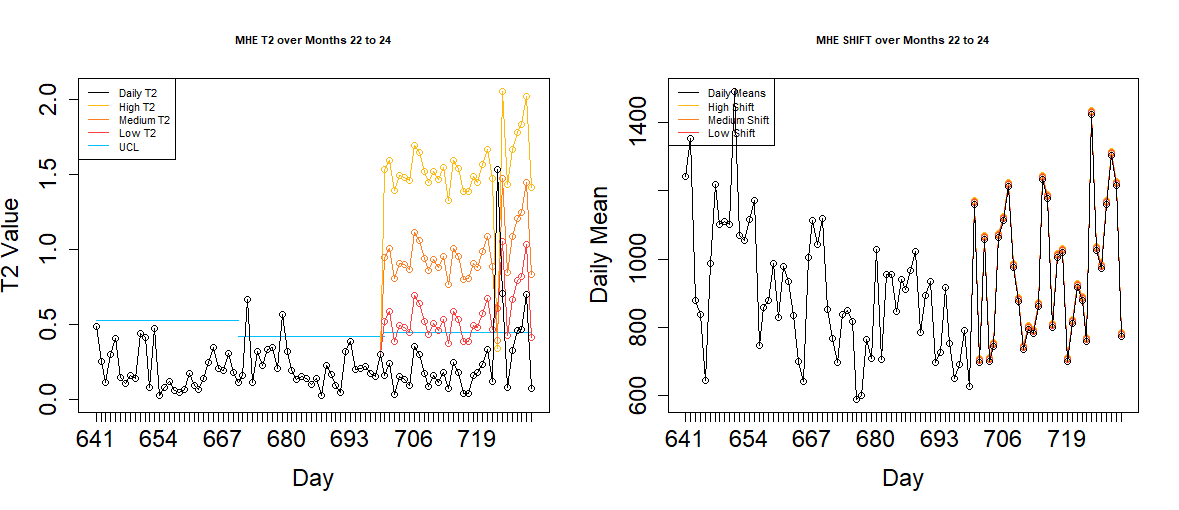 MHE T2 over Months 22 to 24
T2 Value
2.0
1.5
1.0
0.5
0.0
Daily T2
High T2
Medium T2
Low T2
UCL
641 654 667 680 693 706 719
Day
MHE SHIFT over Months 22 to 24
Daily Mean
1400
1000
800
600
Daily Means
High Shift
Medium Shift
Low Shift
641 654 667 680 693 706 719
Day